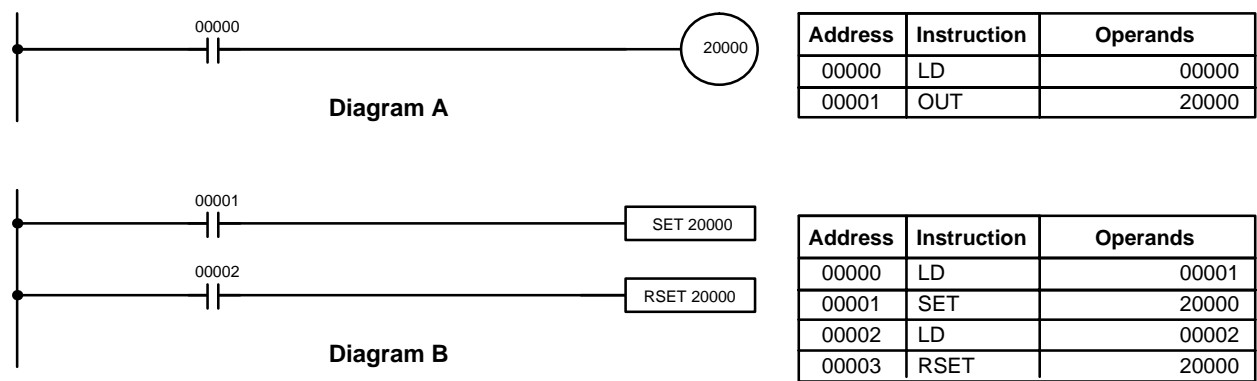 00000
20000
Diagram A
Address Instruction Operands
00000 LD 00000
00001 OUT 20000
00001
SET 20000
00002
RSET 20000
Diagram B
Address Instruction Operands
00000 LD 00001
00001 SET 20000
00002 LD 00002
00003 RSET 20000